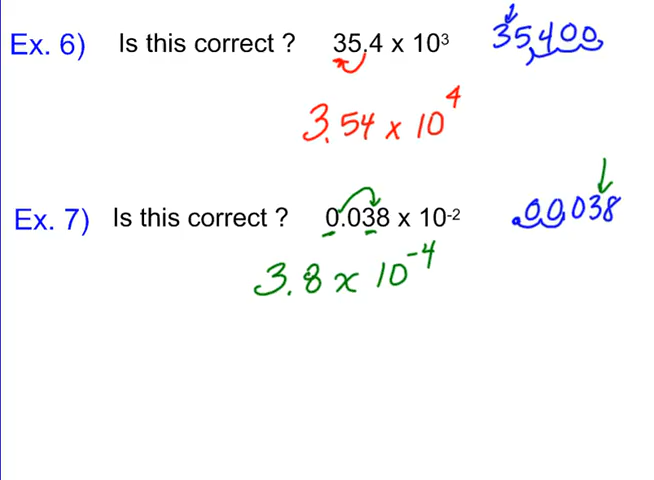 Ex. 6) Is this correct ? 35.4 x 10³ 35,400
3.54 x 10⁴
Ex. 7) Is this correct ? 0.038 x 10⁻² .00038
3.8 x 10⁻⁴